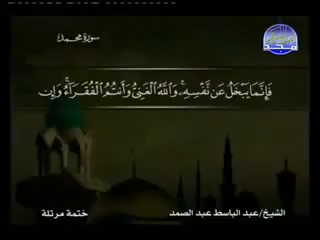 سورة محمد
فَإِنَّمَا يَبْخَلُ عَن نَّفْسِهِۦ ۚ وَٱللَّهُ ٱلْغَنِىُّ وَأَنتُمُ ٱلْفُقَرَآءُ ۚ وَإِن
الشيخ/عبد الباسط عبد الصمد
ختمة مرتلة